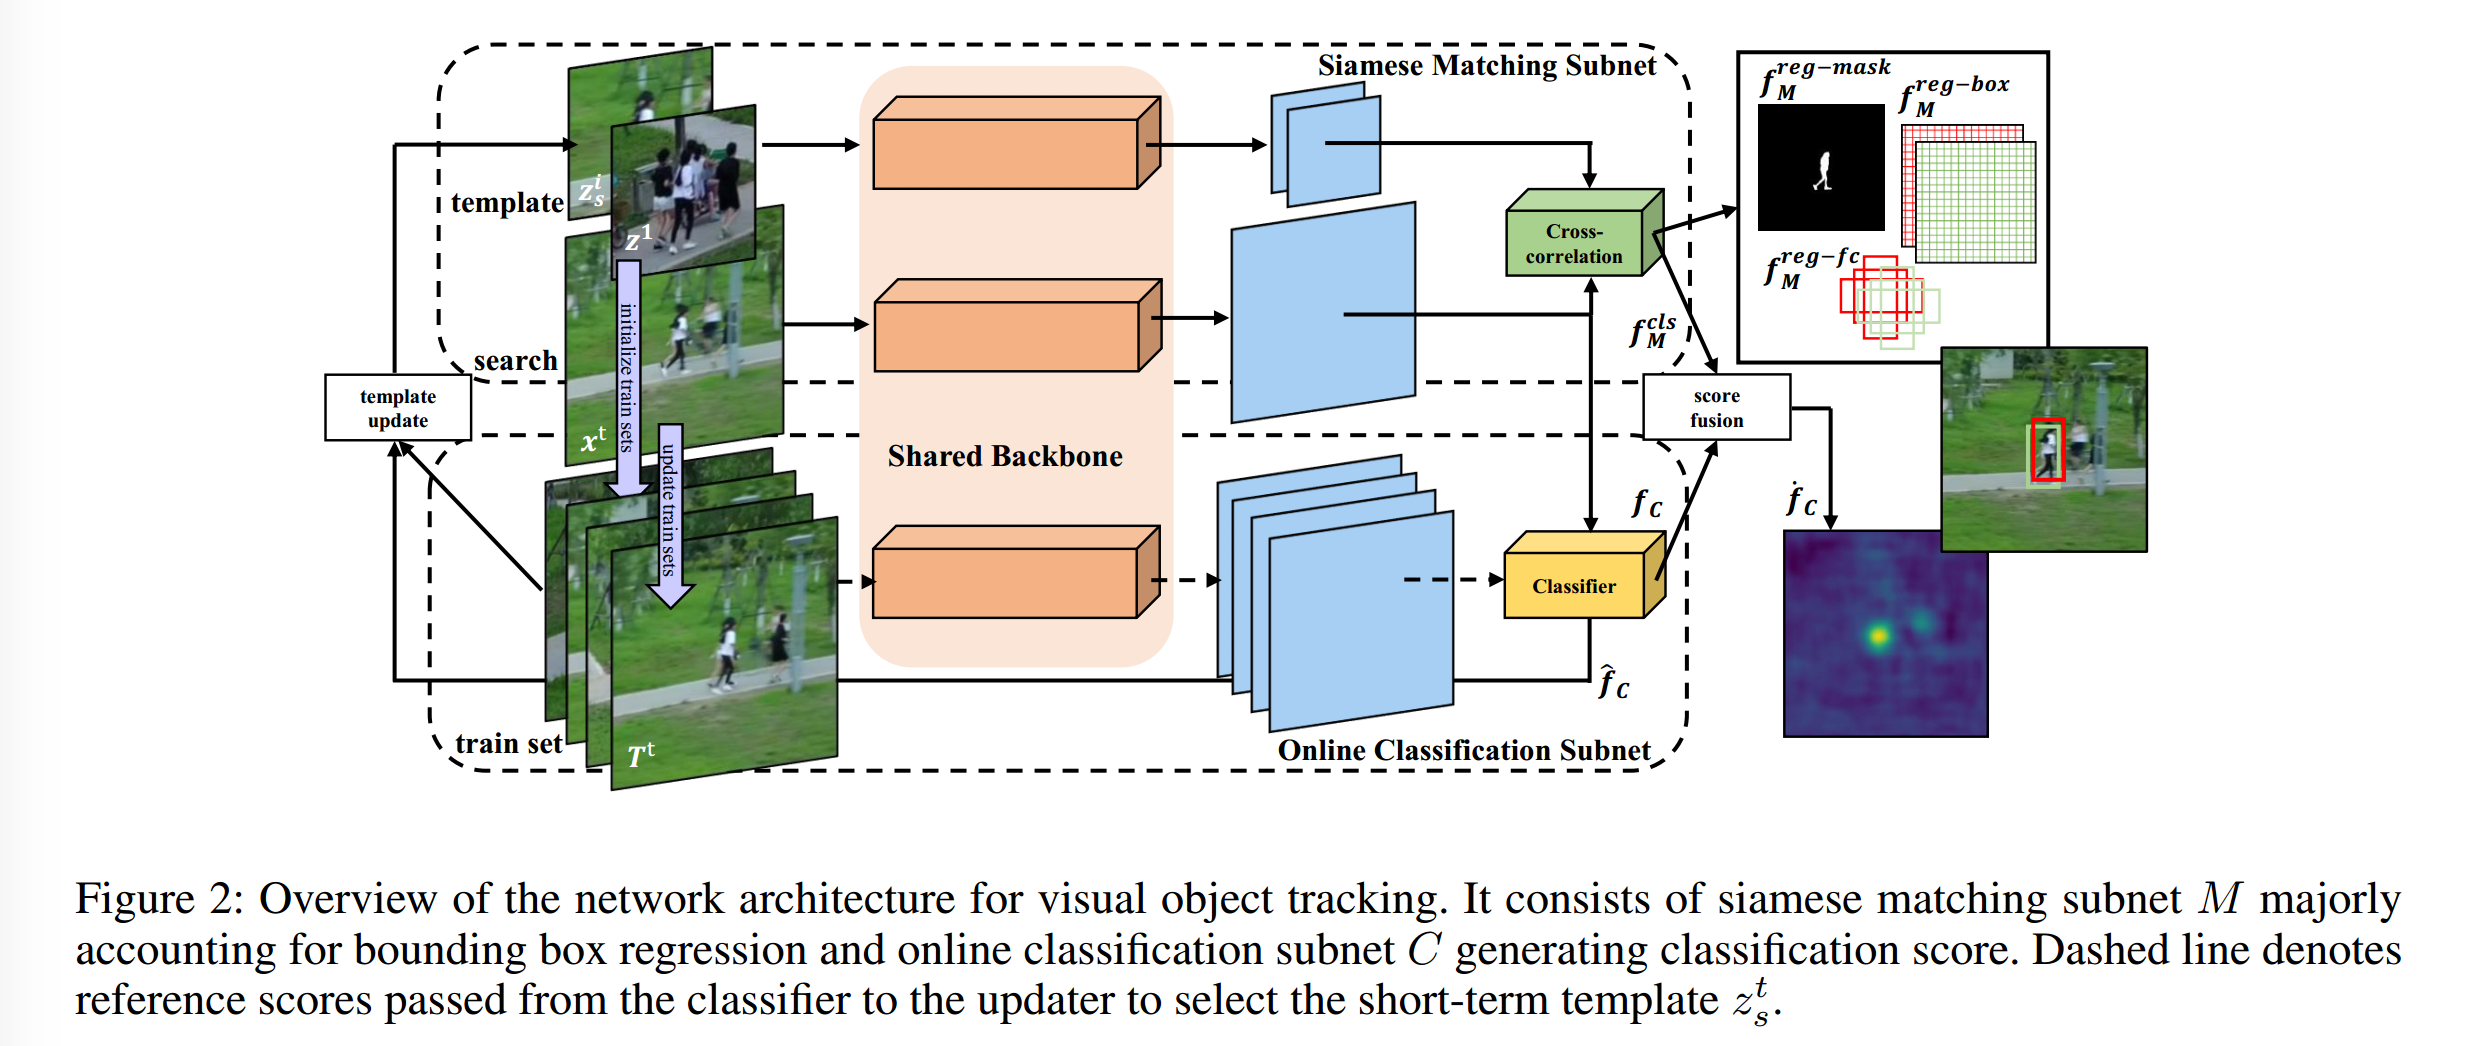 Siamese Matching Subnet
f_M^{reg-mask}
f_M^{reg-box}
f_M^{reg-fc}
template
z_s^i
z^1
Cross-
correlation
search
x^t
initialize train sets
update train sets
f_M^{cls}
template
update
score
fusion
Shared Backbone
f_C
ḟ_C
Classifier
f̂_C
train set
T^t
Online Classification Subnet
Figure 2: Overview of the network architecture for visual object tracking. It consists of siamese matching subnet M majorly
accounting for bounding box regression and online classification subnet C generating classification score. Dashed line denotes
reference scores passed from the classifier to the updater to select the short-term template z_s^t.